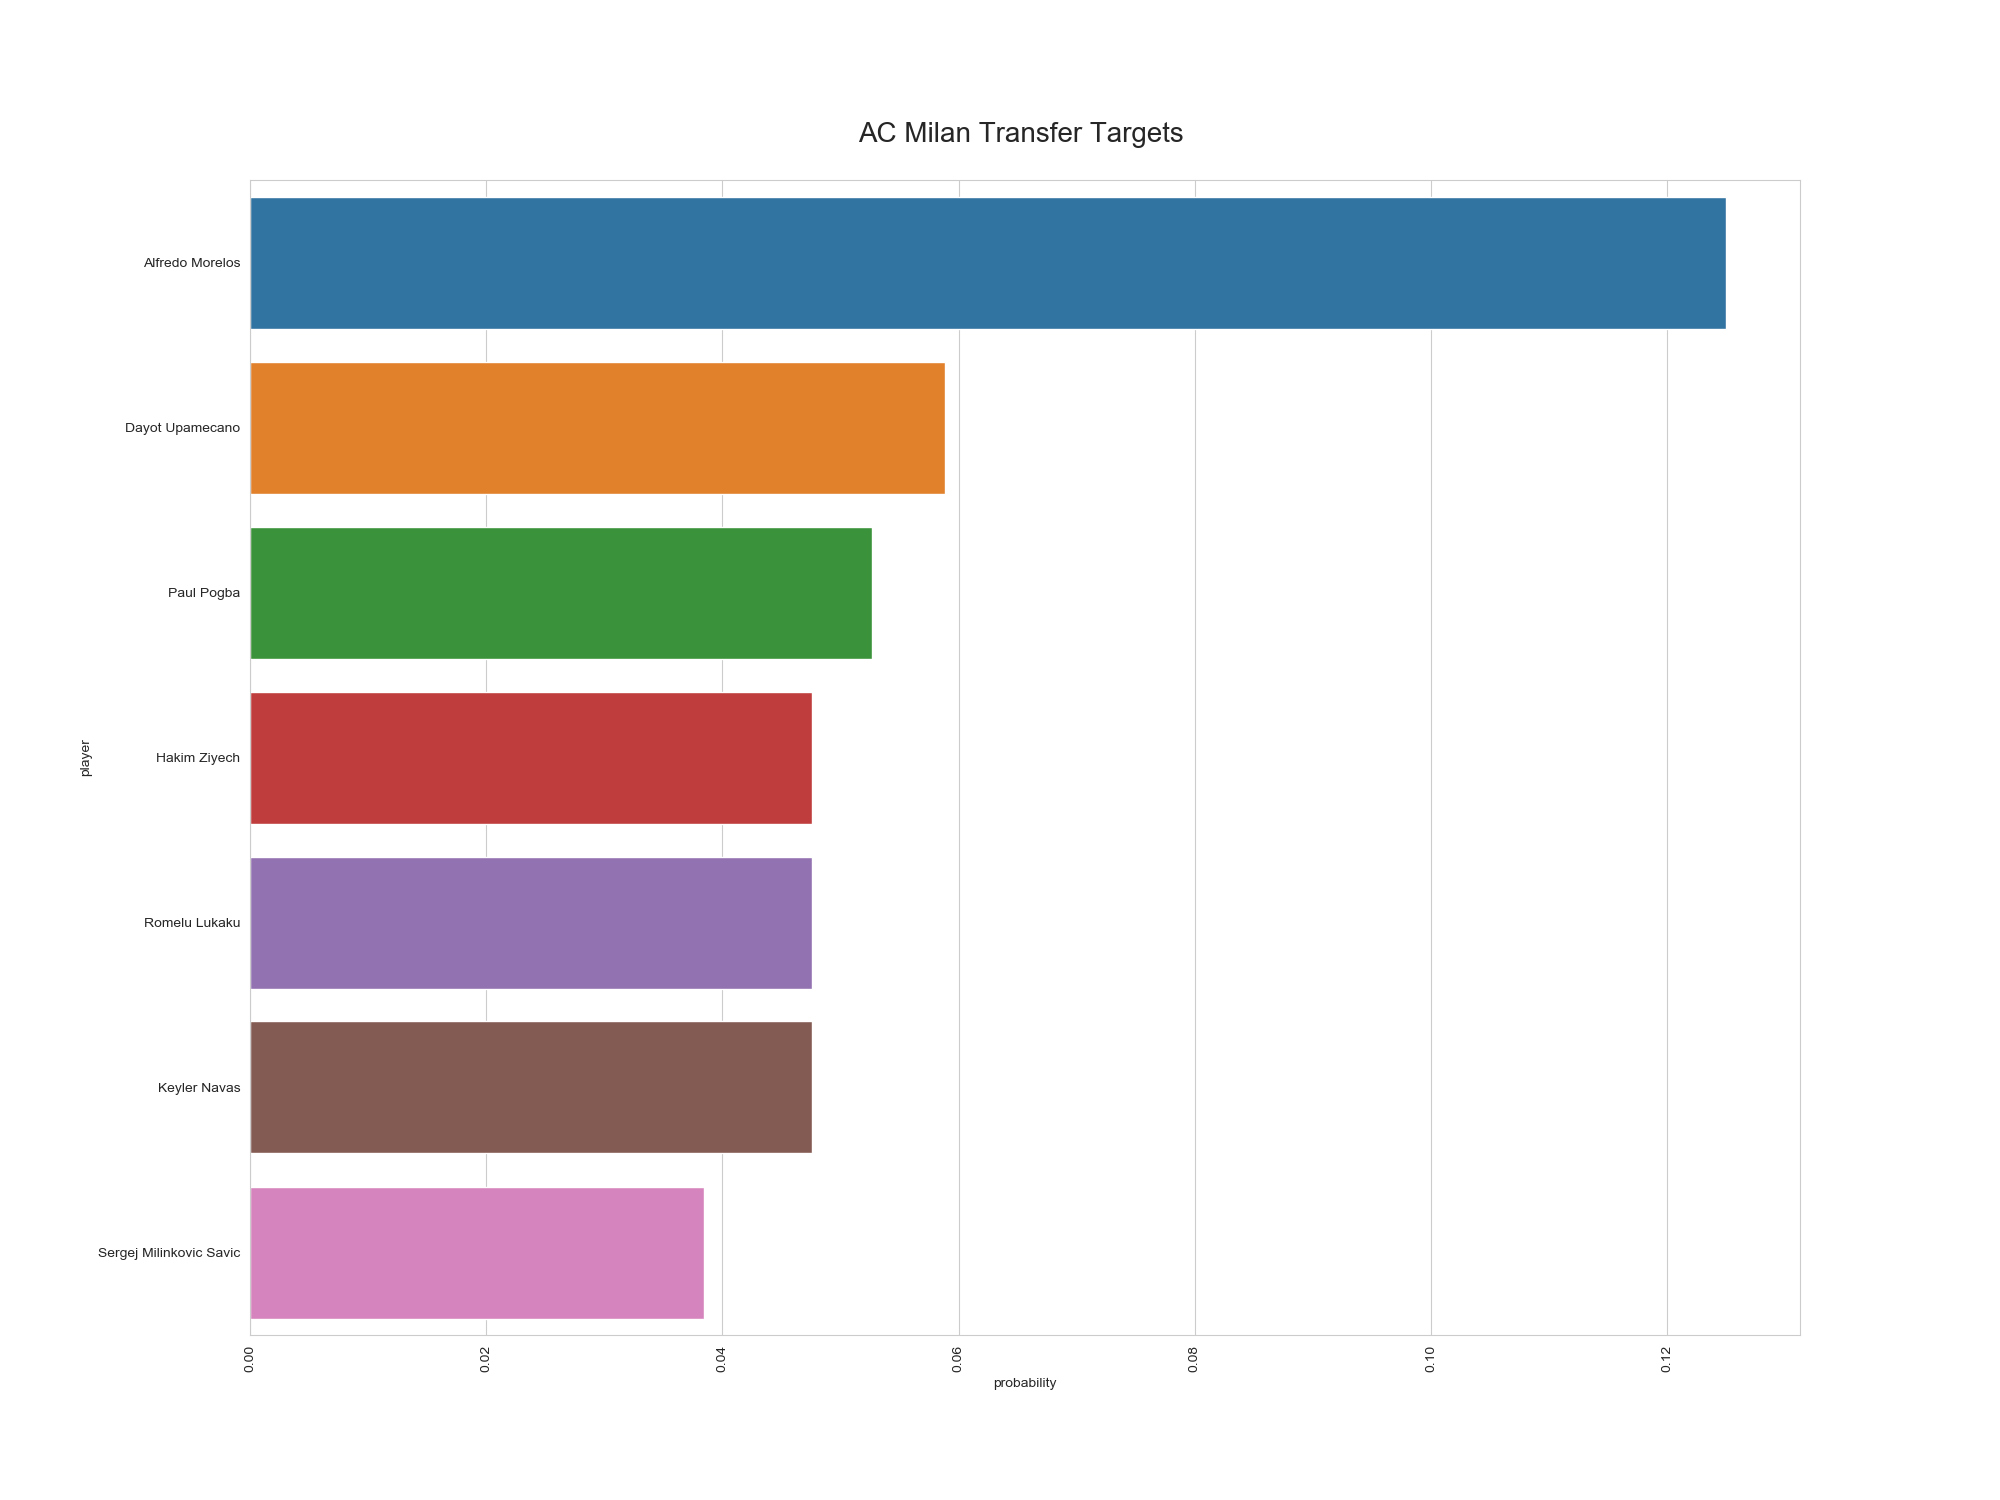 AC Milan Transfer Targets
Alfredo Morelos
Dayot Upamecano
Paul Pogba
Hakim Ziyech
Romelu Lukaku
Keyler Navas
Sergej Milinkovic Savic
player
0.00 0.02 0.04 0.06 0.08 0.10 0.12
probability